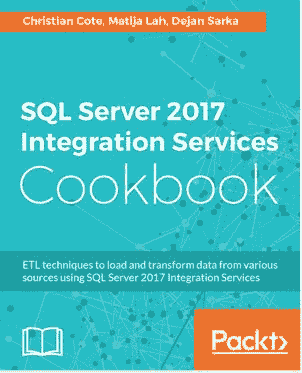 Christian Cote, Matija Lah, Dejan Sarka
SQL Server 2017
Integration Services
Cookbook
ETL techniques to load and transform data from various
sources using SQL Server 2017 Integration Services
Packt>